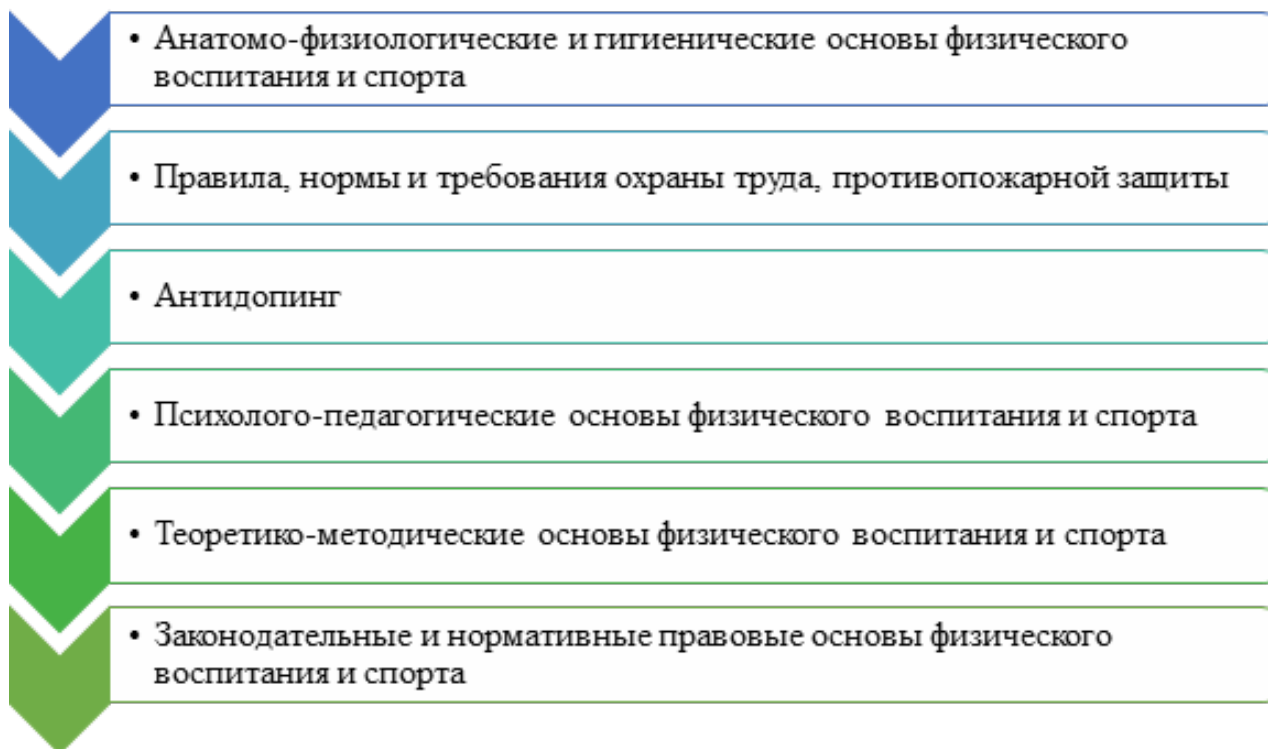 • Анатомо-физиологические и гигиенические основы физического
воспитания и спорта
• Правила, нормы и требования охраны труда, противопожарной защиты
• Антидопинг
• Психолого-педагогические основы физического воспитания и спорта
• Теоретико-методические основы физического воспитания и спорта
• Законодательные и нормативные правовые основы физического
воспитания и спорта